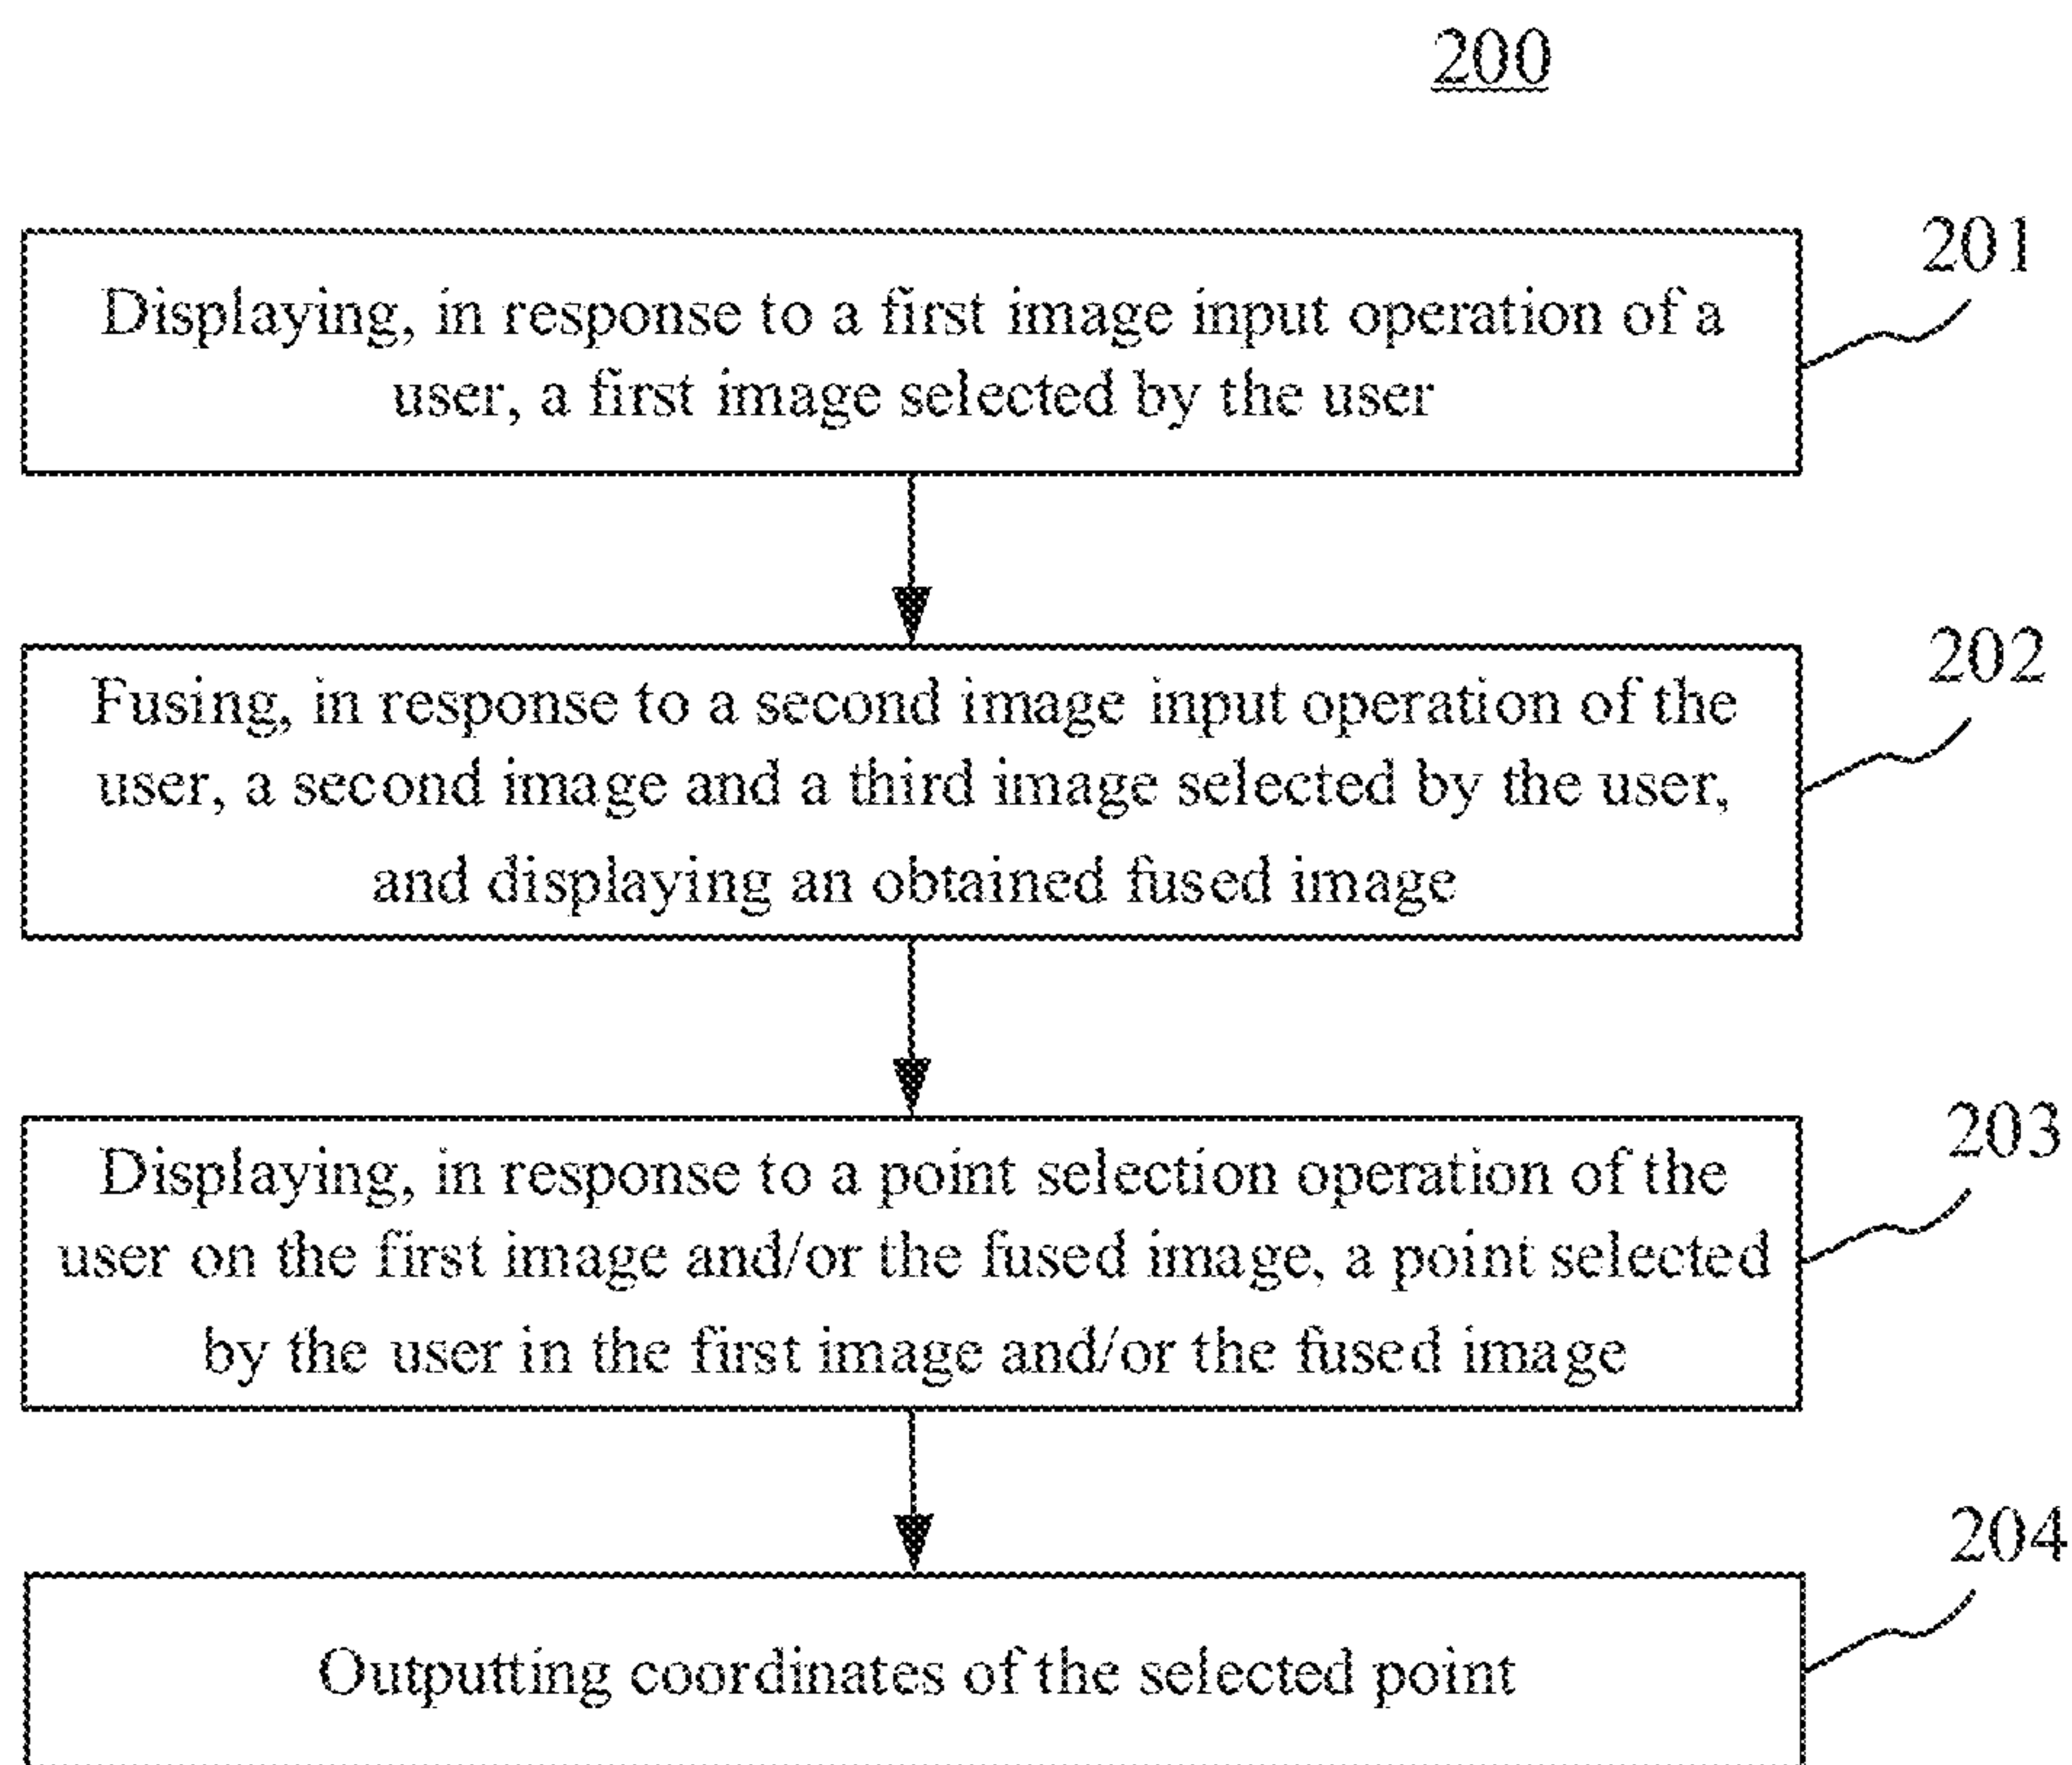 200
201
Displaying, in response to a first image input operation of a
user, a first image selected by the user
202
Fusing, in response to a second image input operation of the
user, a second image and a third image selected by the user,
and displaying an obtained fused image
203
Displaying, in response to a point selection operation of the
user on the first image and/or the fused image, a point selected
by the user in the first image and/or the fused image
204
Outputting coordinates of the selected point